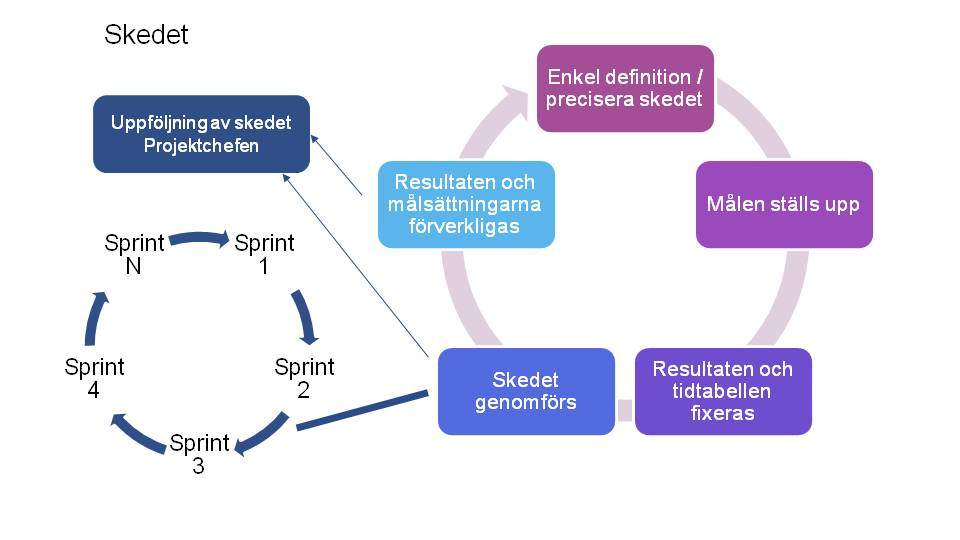 Skedet
Enkel definition /
precisera skedet
Uppföljning av skedet
Projektchefen
Resultaten och
målsättningarna
förverkligas
Målen ställs upp
Sprint
N
Sprint
1
Sprint
4
Sprint
2
Sprint
3
Skedet
genomförs
Resultaten och
tidtabellen
fixeras